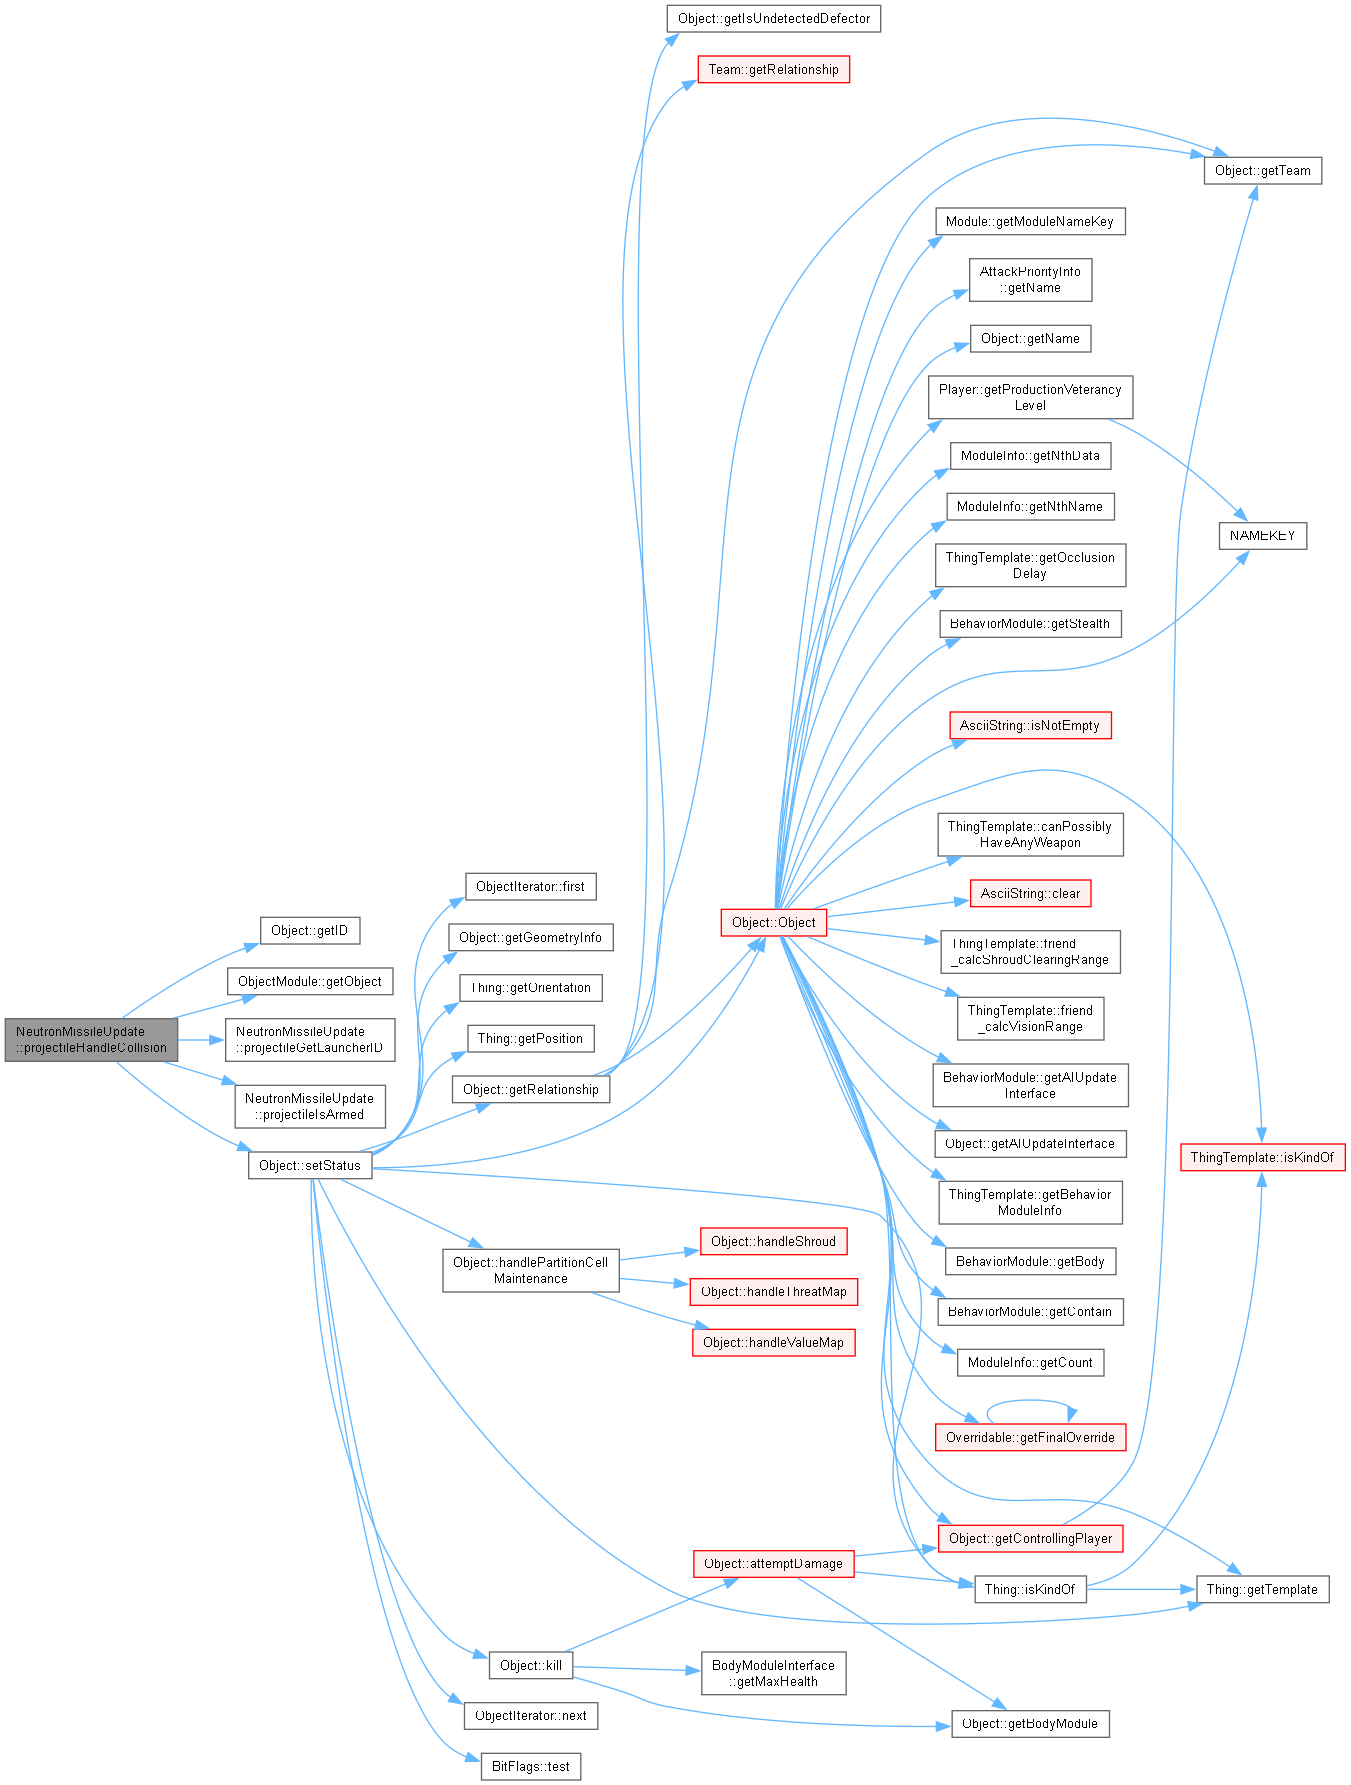 Object::getIsUndetectedDefector
Team::getRelationship
Object::getTeam
Module::getModuleNameKey
AttackPriorityInfo
::getName
Object::getName
Player::getProductionVeterancy
Level
ModuleInfo::getNthData
ModuleInfo::getNthName
NAMEKEY
ThingTemplate::getOcclusion
Delay
BehaviorModule::getStealth
AsciiString::isNotEmpty
ThingTemplate::canPossibly
HaveAnyWeapon
ObjectIterator::first
AsciiString::clear
Object::Object
Object::getID
Object::getGeometryInfo
ThingTemplate::friend
_calcShroudClearingRange
ObjectModule::getObject
Thing::getOrientation
ThingTemplate::friend
_calcVisionRange
NeutronMissileUpdate
::projectileHandleCollision
NeutronMissileUpdate
::projectileGetLauncherID
Thing::getPosition
Object::getRelationship
BehaviorModule::getAIUpdate
Interface
NeutronMissileUpdate
::projectileIsArmed
Object::getAIUpdateInterface
Object::setStatus
ThingTemplate::isKindOf
ThingTemplate::getBehavior
ModuleInfo
Object::handleShroud
Object::handlePartitionCell
Maintenance
BehaviorModule::getBody
Object::handleThreatMap
BehaviorModule::getContain
Object::handleValueMap
ModuleInfo::getCount
Overridable::getFinalOverride
Object::getControllingPlayer
Object::attemptDamage
Thing::isKindOf
Thing::getTemplate
Object::kill
BodyModuleInterface
::getMaxHealth
ObjectIterator::next
Object::getBodyModule
BitFlags::test